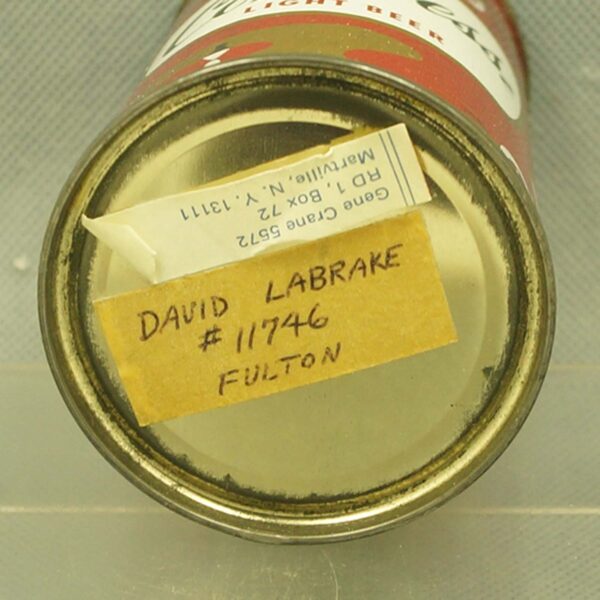 LIGHT BEER
Gene Crane 5572
RD 1, Box 72
Martville, N. Y. 13111
DAVID LABRAKE
# 11746
FULTON